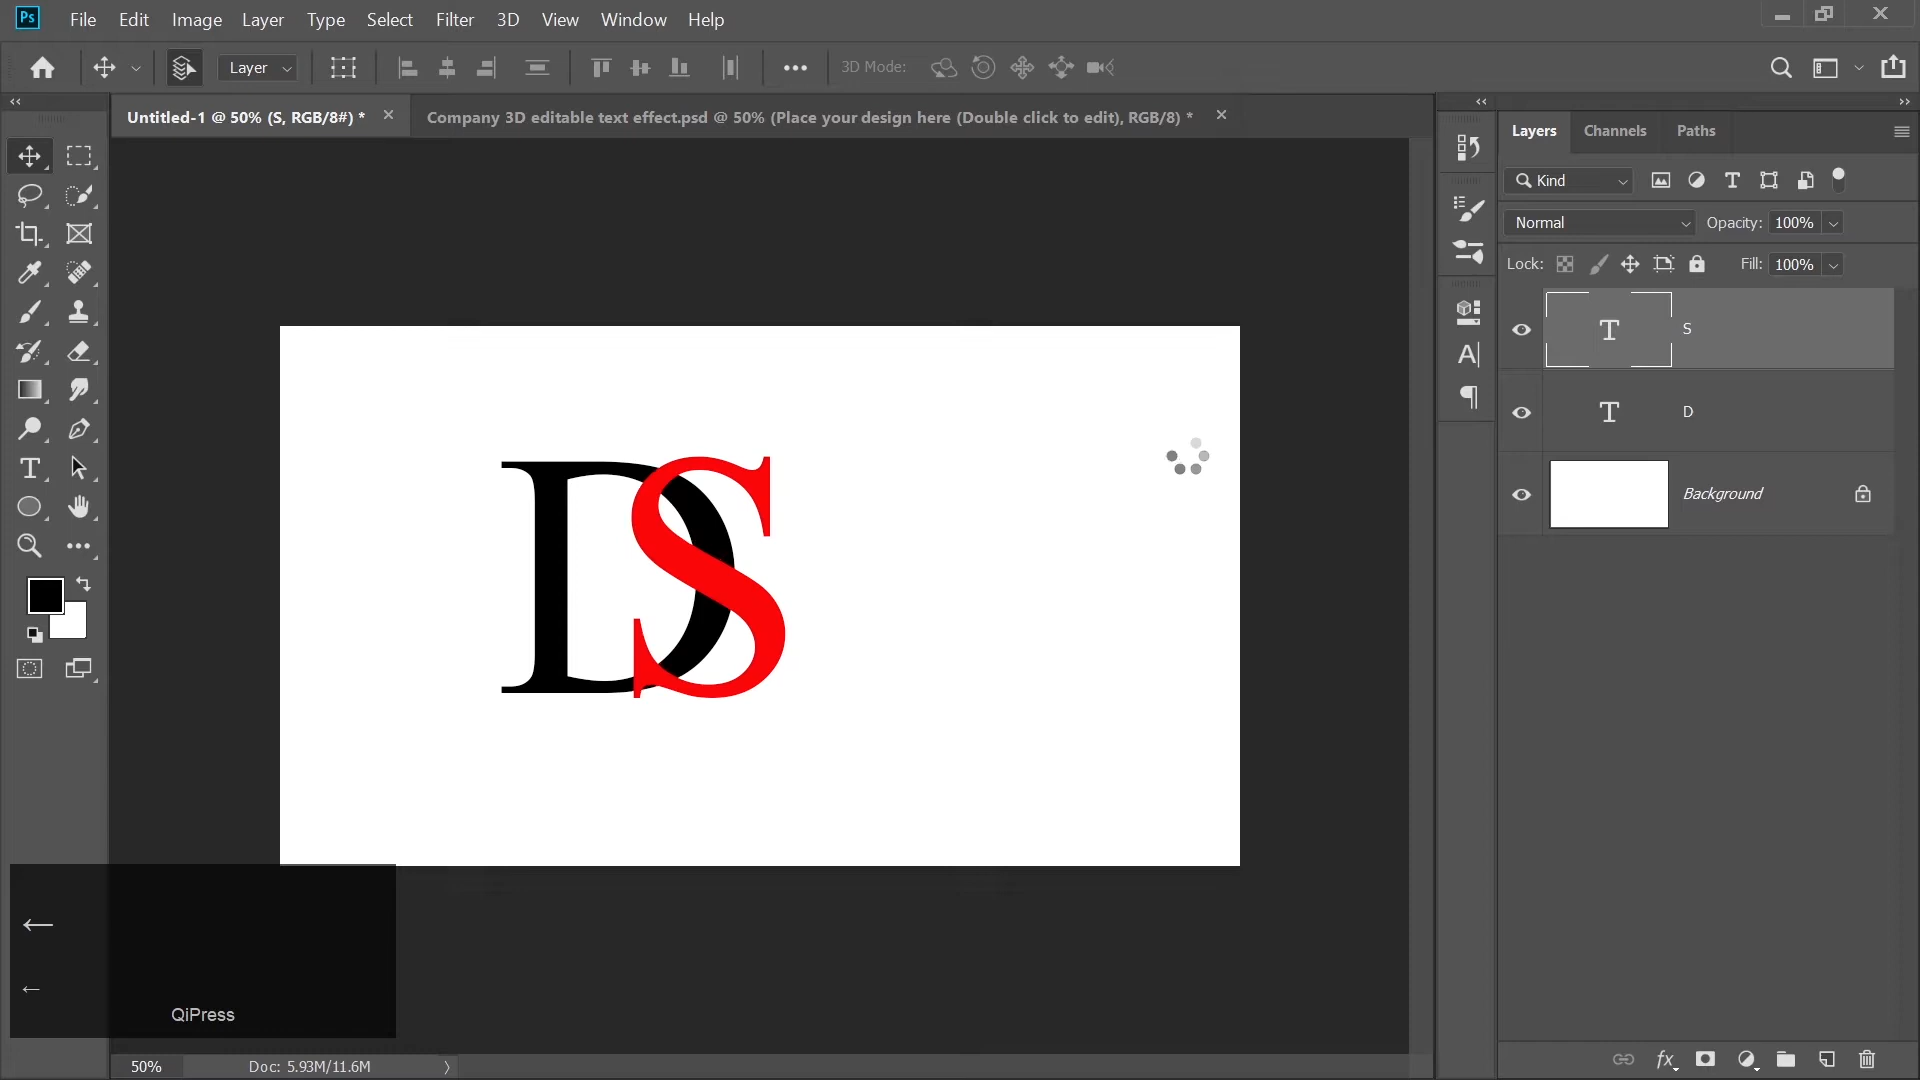 Ps File Edit Image Layer Type Select Filter 3D View Window Help
Layer 3D Mode:
Untitled-1 @ 50% (S, RGB/8#) * Company 3D editable text effect.psd @ 50% (Place your design here (Double click to edit), RGB/8) *
Layers Channels Paths
Kind
Normal Opacity: 100%
Lock: Fill: 100%
S
D
Background
DS
QiPress
50% Doc: 5.93M/11.6M